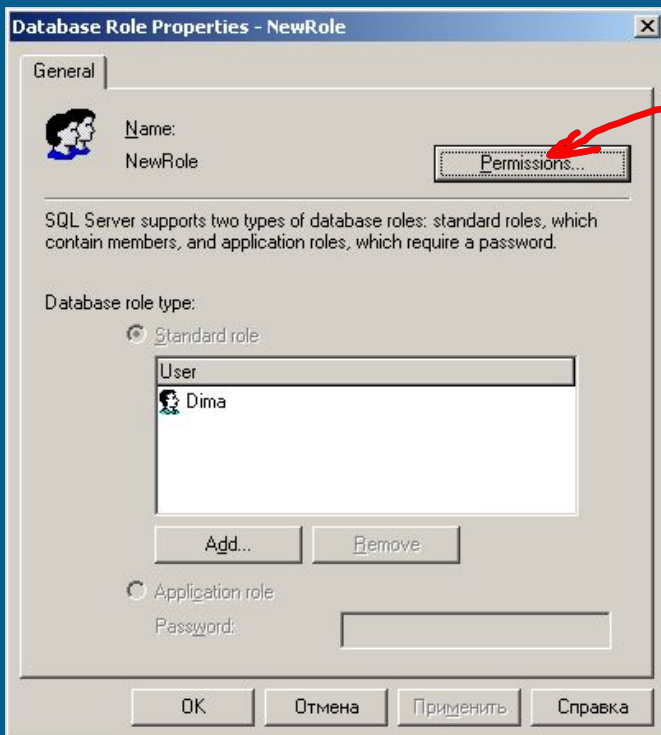 Database Role Properties - NewRole
General
Name:
NewRole
Permissions...
SQL Server supports two types of database roles: standard roles, which
contain members, and application roles, which require a password.
Database role type:
Standard role
User
Dima
Add...
Remove
Application role
Password:
OK
Отмена
Применить
Справка